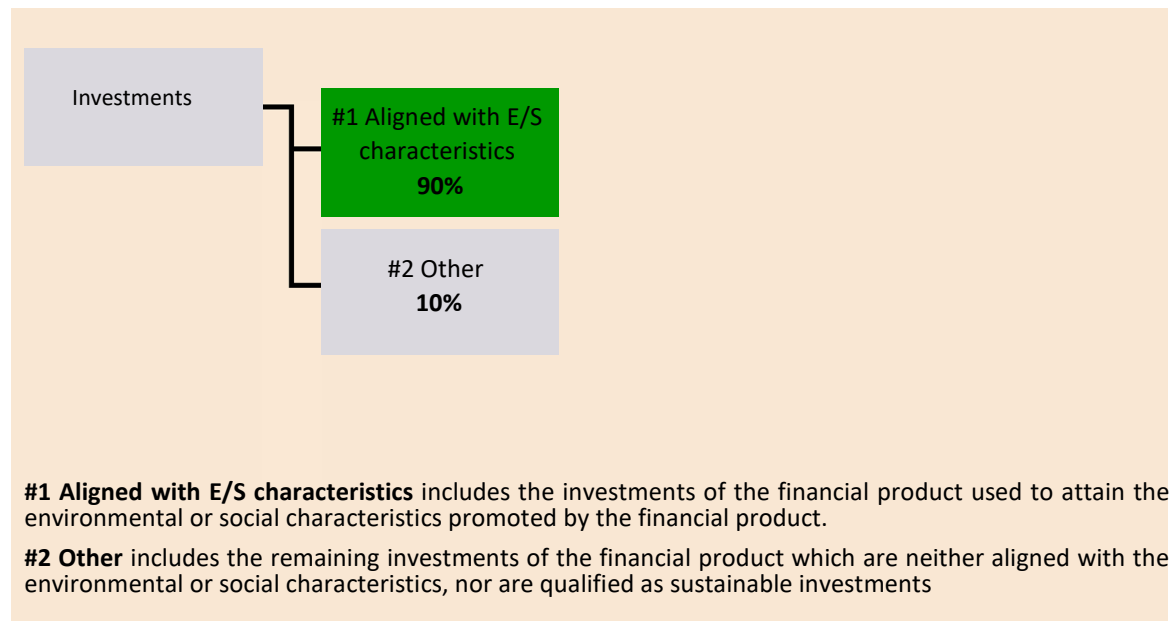 Investments
#1 Aligned with E/S
characteristics
90%
#2 Other
10%
#1 Aligned with E/S characteristics includes the investments of the financial product used to attain the
environmental or social characteristics promoted by the financial product.
#2 Other includes the remaining investments of the financial product which are neither aligned with the
environmental or social characteristics, nor are qualified as sustainable investments